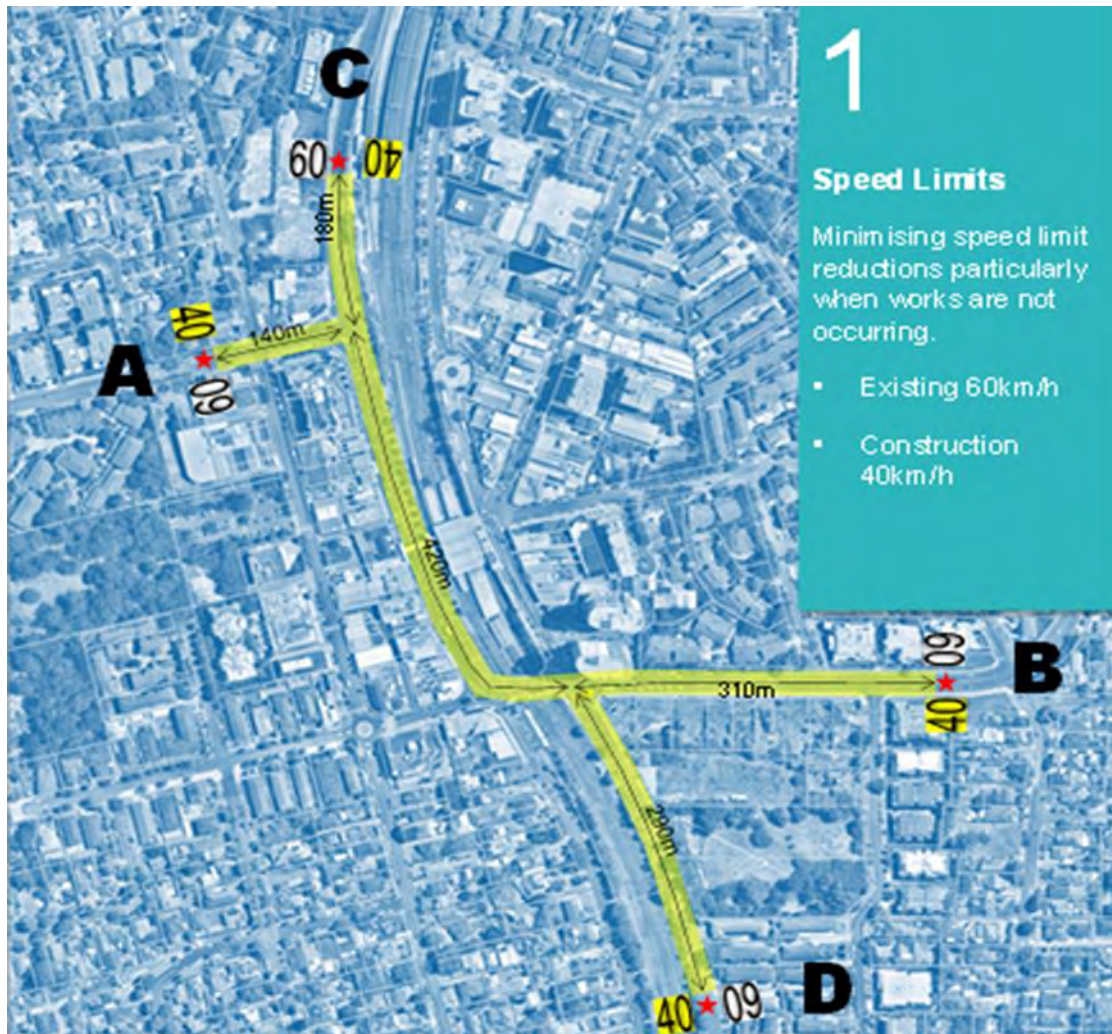 1
Speed Limits
Minimising speed limit
reductions particularly
when works are not
occurring.
▪ Existing 60km/h
▪ Construction
40km/h
C
60 40
180m
40
140m
A
60
420m
60
B
310m
40
290m
D
40 60